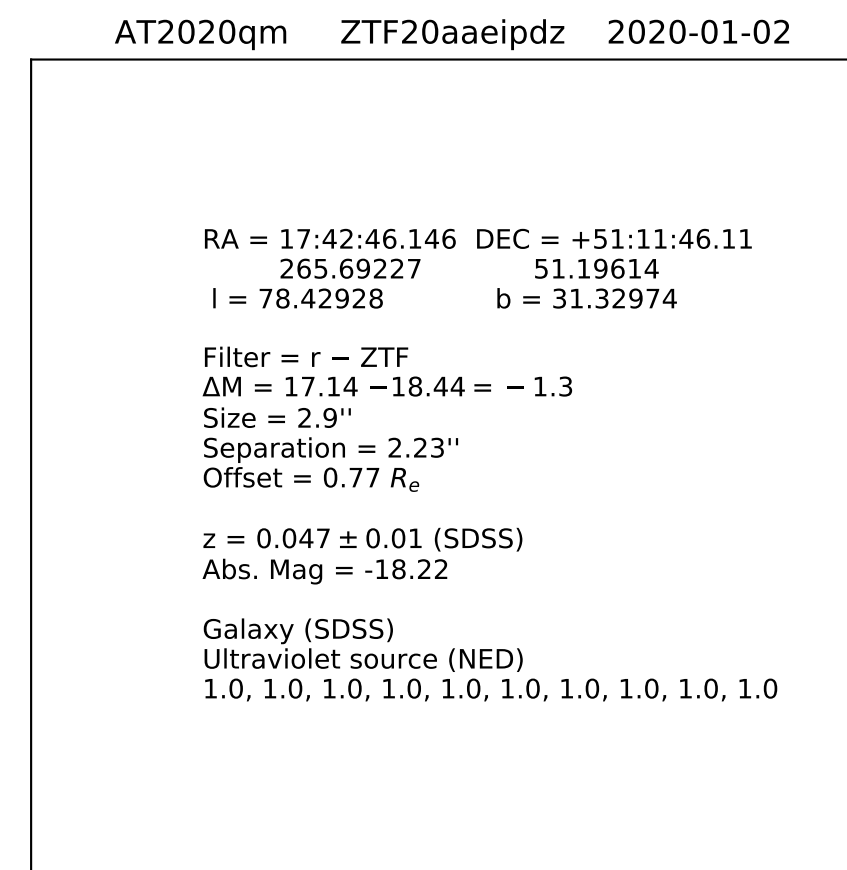 AT2020qm ZTF20aaeipdz 2020-01-02
RA = 17:42:46.146 DEC = +51:11:46.11
265.69227 51.19614
l = 78.42928 b = 31.32974
Filter = r − ZTF
ΔM = 17.14 −18.44 = − 1.3
Size = 2.9''
Separation = 2.23''
Offset = 0.77 Rₑ
z = 0.047 ± 0.01 (SDSS)
Abs. Mag = -18.22
Galaxy (SDSS)
Ultraviolet source (NED)
1.0, 1.0, 1.0, 1.0, 1.0, 1.0, 1.0, 1.0, 1.0, 1.0